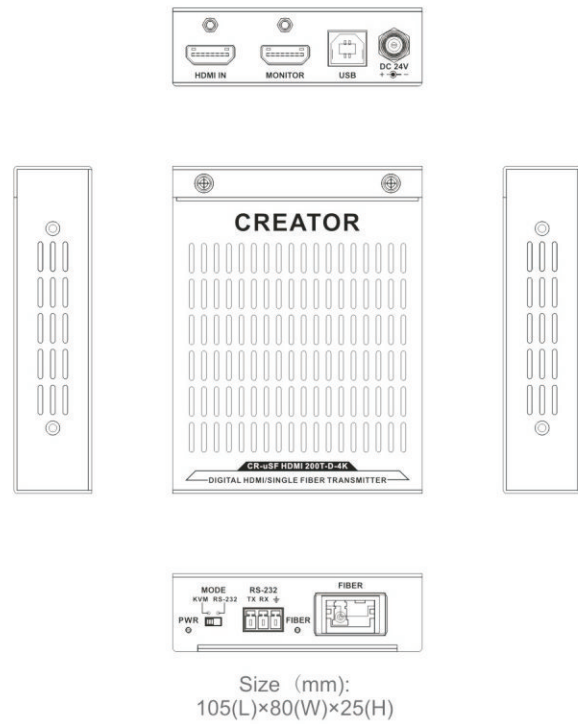 HDMI IN MONITOR USB DC 24V
+ −
CREATOR
CR-uSF HDMI 200T-D-4K
DIGITAL HDMI/SINGLE FIBER TRANSMITTER
MODE RS-232 FIBER
KVM RS-232 TX RX
PWR FIBER
Size (mm):
105(L)×80(W)×25(H)